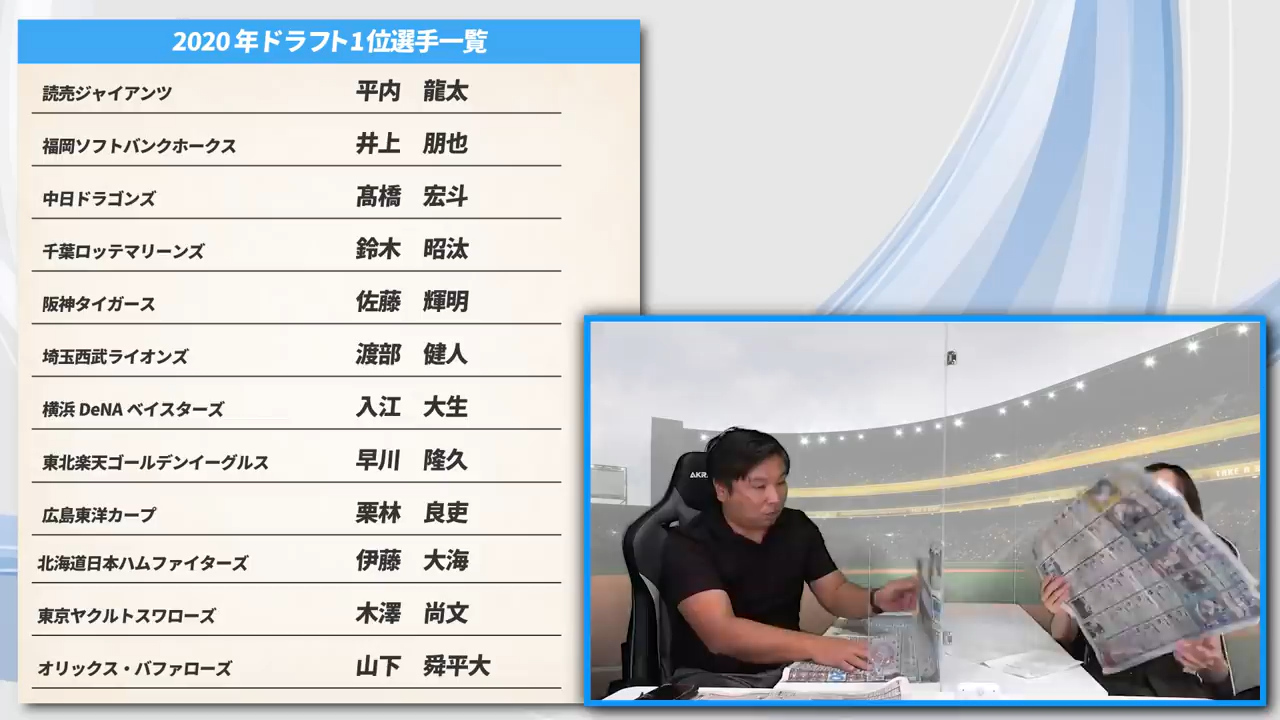 2020年ドラフト1位選手一覧
読売ジャイアンツ 平内 龍太
福岡ソフトバンクホークス 井上 朋也
中日ドラゴンズ 髙橋 宏斗
千葉ロッテマリーンズ 鈴木 昭汰
阪神タイガース 佐藤 輝明
埼玉西武ライオンズ 渡部 健人
横浜 DeNA ベイスターズ 入江 大生
東北楽天ゴールデンイーグルス 早川 隆久
広島東洋カープ 栗林 良吏
北海道日本ハムファイターズ 伊藤 大海
東京ヤクルトスワローズ 木澤 尚文
オリックス・バファローズ 山下 舜平大